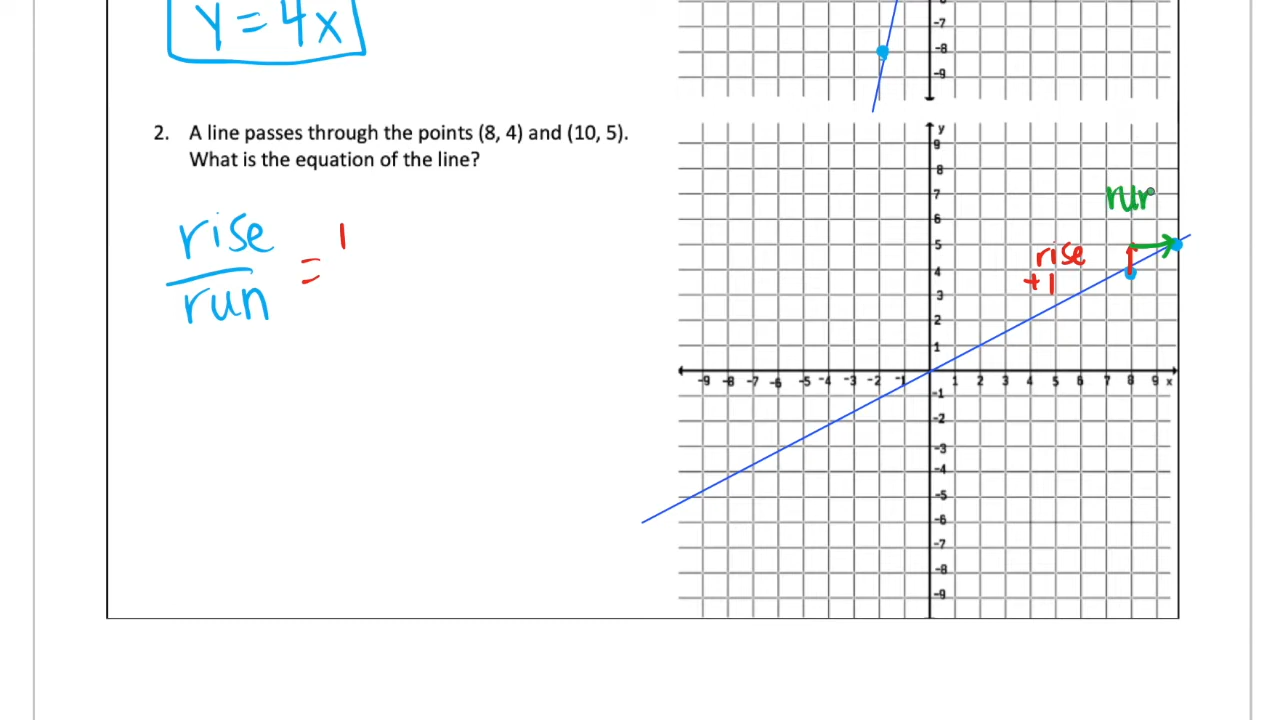 y = 4x
2. A line passes through the points (8, 4) and (10, 5).
What is the equation of the line?
rise
run
= 1
-7
-8
-9
y
9
8
7
6
5
4
3
2
1
-9 -8 -7 -6 -5 -4 -3 -2 -1 1 2 3 4 5 6 7 8 9 x
-1
-2
-3
-4
-5
-6
-7
-8
-9
rise
+1